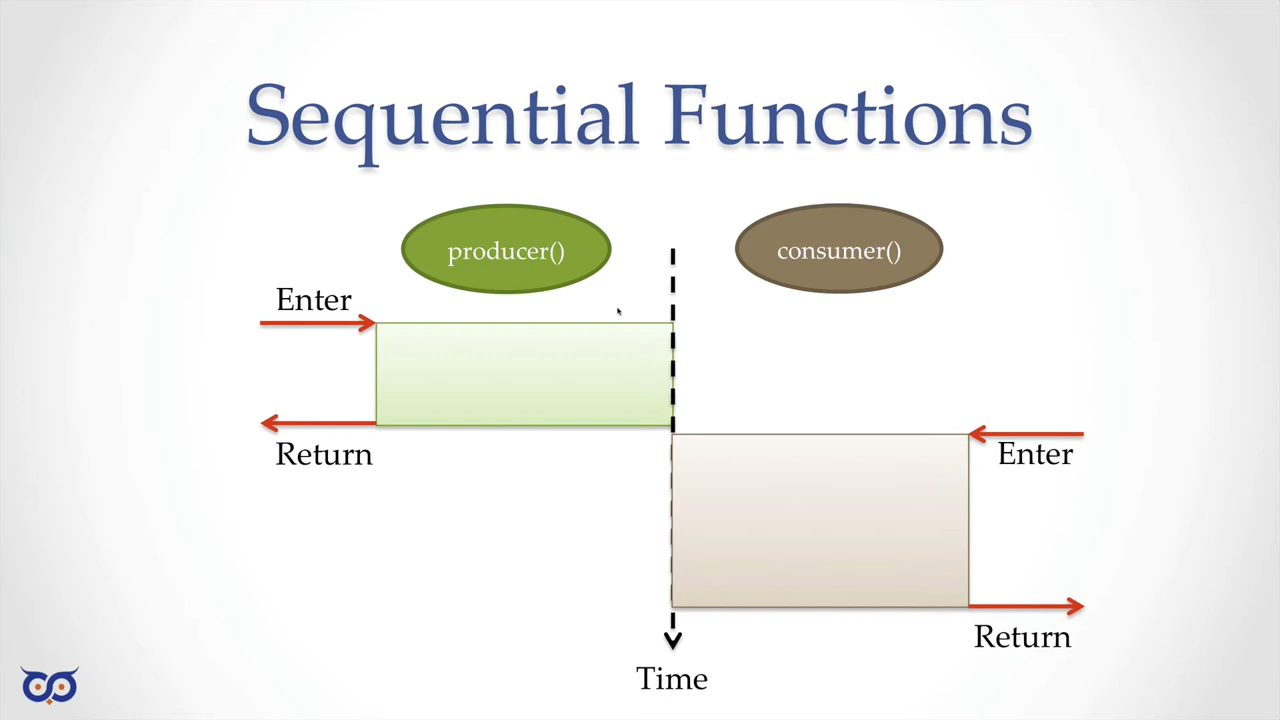 Sequential Functions
producer()
consumer()
Enter
Return
Enter
Return
Time